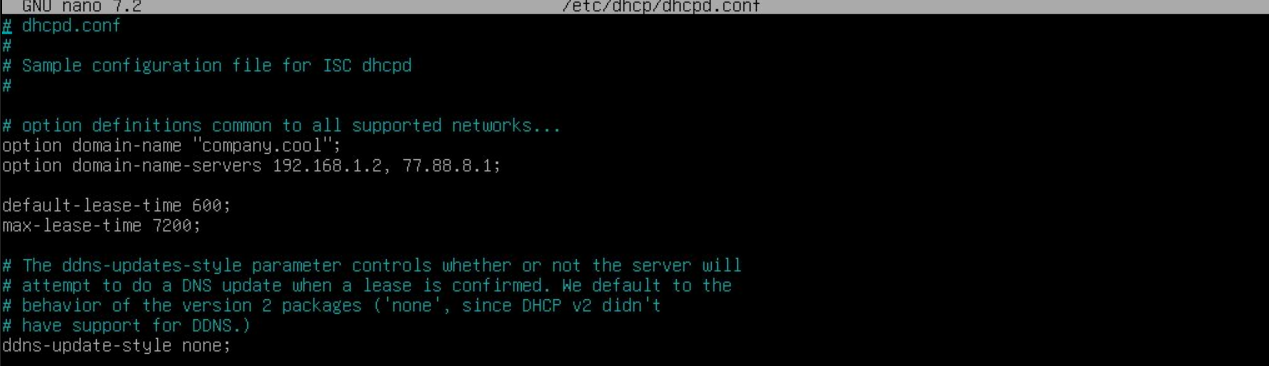 GNU nano 7.2 /etc/dhcp/dhcpd.conf
# dhcpd.conf
#
# Sample configuration file for ISC dhcpd
#
# option definitions common to all supported networks...
option domain-name "company.cool";
option domain-name-servers 192.168.1.2, 77.88.8.1;
default-lease-time 600;
max-lease-time 7200;
# The ddns-updates-style parameter controls whether or not the server will
# attempt to do a DNS update when a lease is confirmed. We default to the
# behavior of the version 2 packages ('none', since DHCP v2 didn't
# have support for DDNS.)
ddns-update-style none;